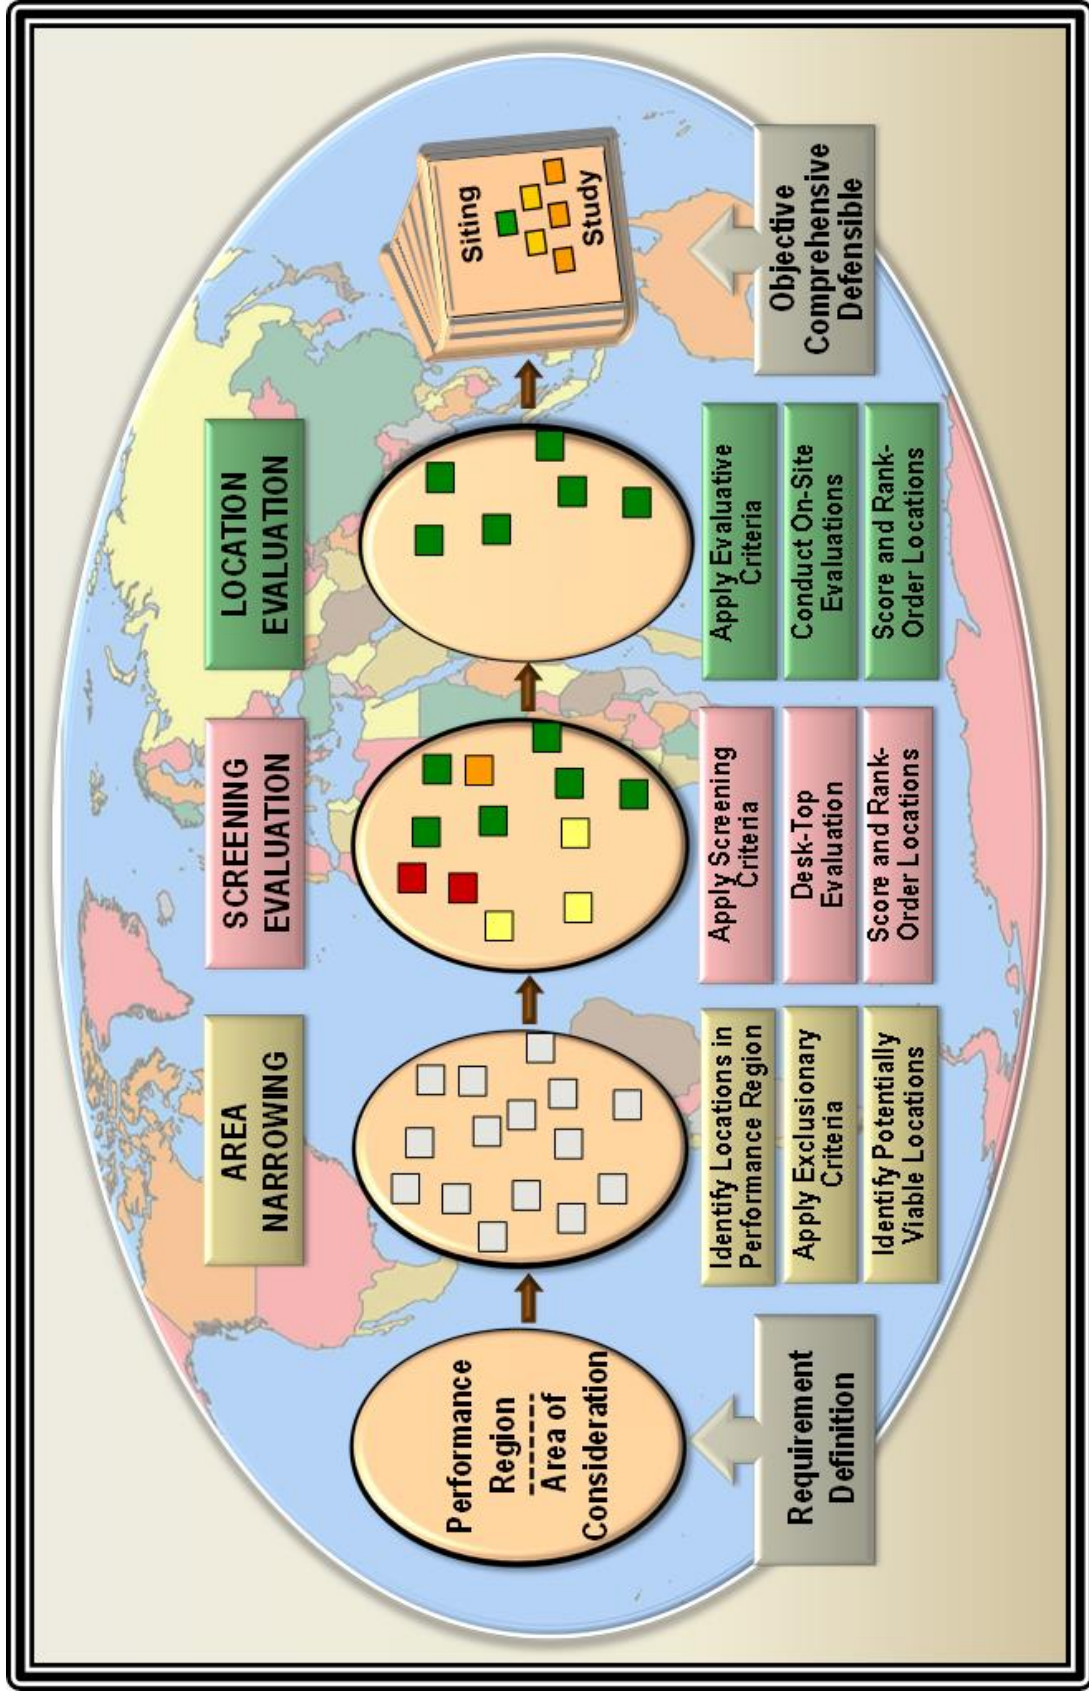 AREA
NARROWING
SCREENING
EVALUATION
LOCATION
EVALUATION
Performance
Region
--------
Area of
Consideration
Siting
Study
Requirement
Definition
Identify Locations in
Performance Region
Apply Exclusionary
Criteria
Identify Potentially
Viable Locations
Apply Screening
Criteria
Desk-Top
Evaluation
Score and Rank-
Order Locations
Apply Evaluative
Criteria
Conduct On-Site
Evaluations
Score and Rank-
Order Locations
Objective
Comprehensive
Defensible